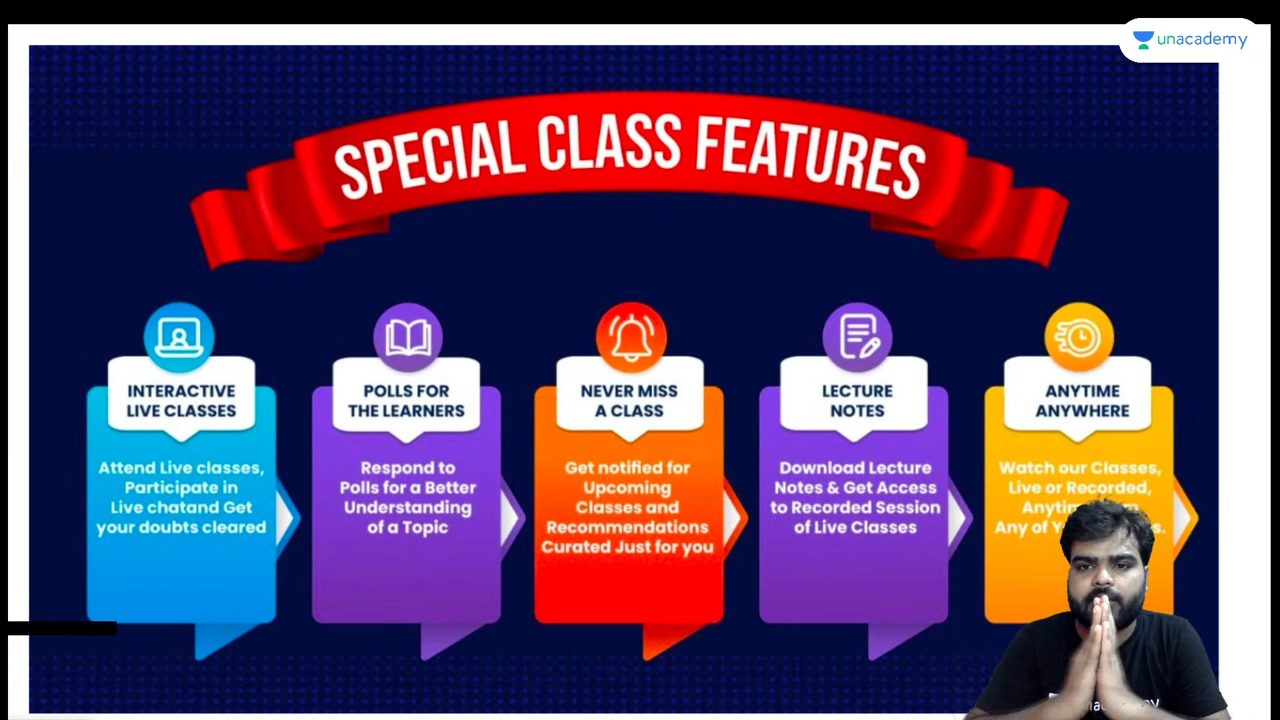 unacademy
SPECIAL CLASS FEATURES
INTERACTIVE
LIVE CLASSES
Attend Live classes,
Participate in
Live chatand Get
your doubts cleared
POLLS FOR
THE LEARNERS
Respond to
Polls for a Better
Understanding
of a Topic
NEVER MISS
A CLASS
Get notified for
Upcoming
Classes and
Recommendations
Curated Just for you
LECTURE
NOTES
Download Lecture
Notes & Get Access
to Recorded Session
of Live Classes
ANYTIME
ANYWHERE
Watch our Classes,
Live or Recorded,
Any of